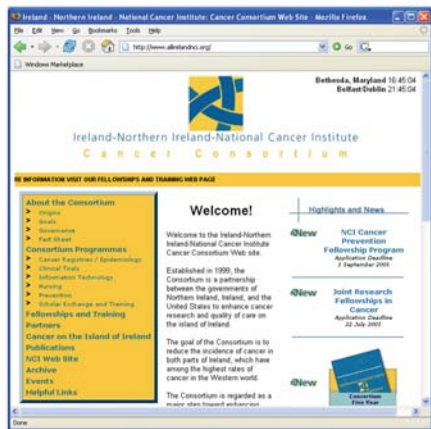 Ireland - Northern Ireland - National Cancer Institute: Cancer Consortium Web Site - Mozilla Firefox
File Edit View Go Bookmarks Tools Help
http://www.allirelandnci.org/
Go
Windows Marketplace
Bethesda, Maryland 16:45:04
Belfast/Dublin 21:45:04
Ireland-Northern Ireland-National Cancer Institute
Cancer Consortium
RE INFORMATION VISIT OUR FELLOWSHIPS AND TRAINING WEB PAGE
About the Consortium
Origins
Goals
Governance
Fact Sheet
Consortium Programmes
Cancer Registries / Epidemiology
Clinical Trials
Information Technology
Nursing
Prevention
Scholar Exchange and Training
Fellowships and Training
Partners
Cancer on the Island of Ireland
Publications
NCI Web Site
Archive
Events
Helpful Links
Welcome!
Welcome to the Ireland-Northern
Ireland-National Cancer Institute
Cancer Consortium Web site.
Established in 1999, the
Consortium is a partnership
between the governments of
Northern Ireland, Ireland, and the
United States to enhance cancer
research and quality of care on
the island of Ireland.
The goal of the Consortium is to
reduce the incidence of cancer in
both parts of Ireland, which have
among the highest rates of
cancer in the Western world.
The Consortium is regarded as a
major step toward enhancing
Highlights and News
New
NCI Cancer
Prevention
Fellowship Program
Application Deadline
1 September 2005
New
Joint Research
Fellowships in
Cancer
Application Deadline
22 July 2005
New
Consortium
Five Year
Done